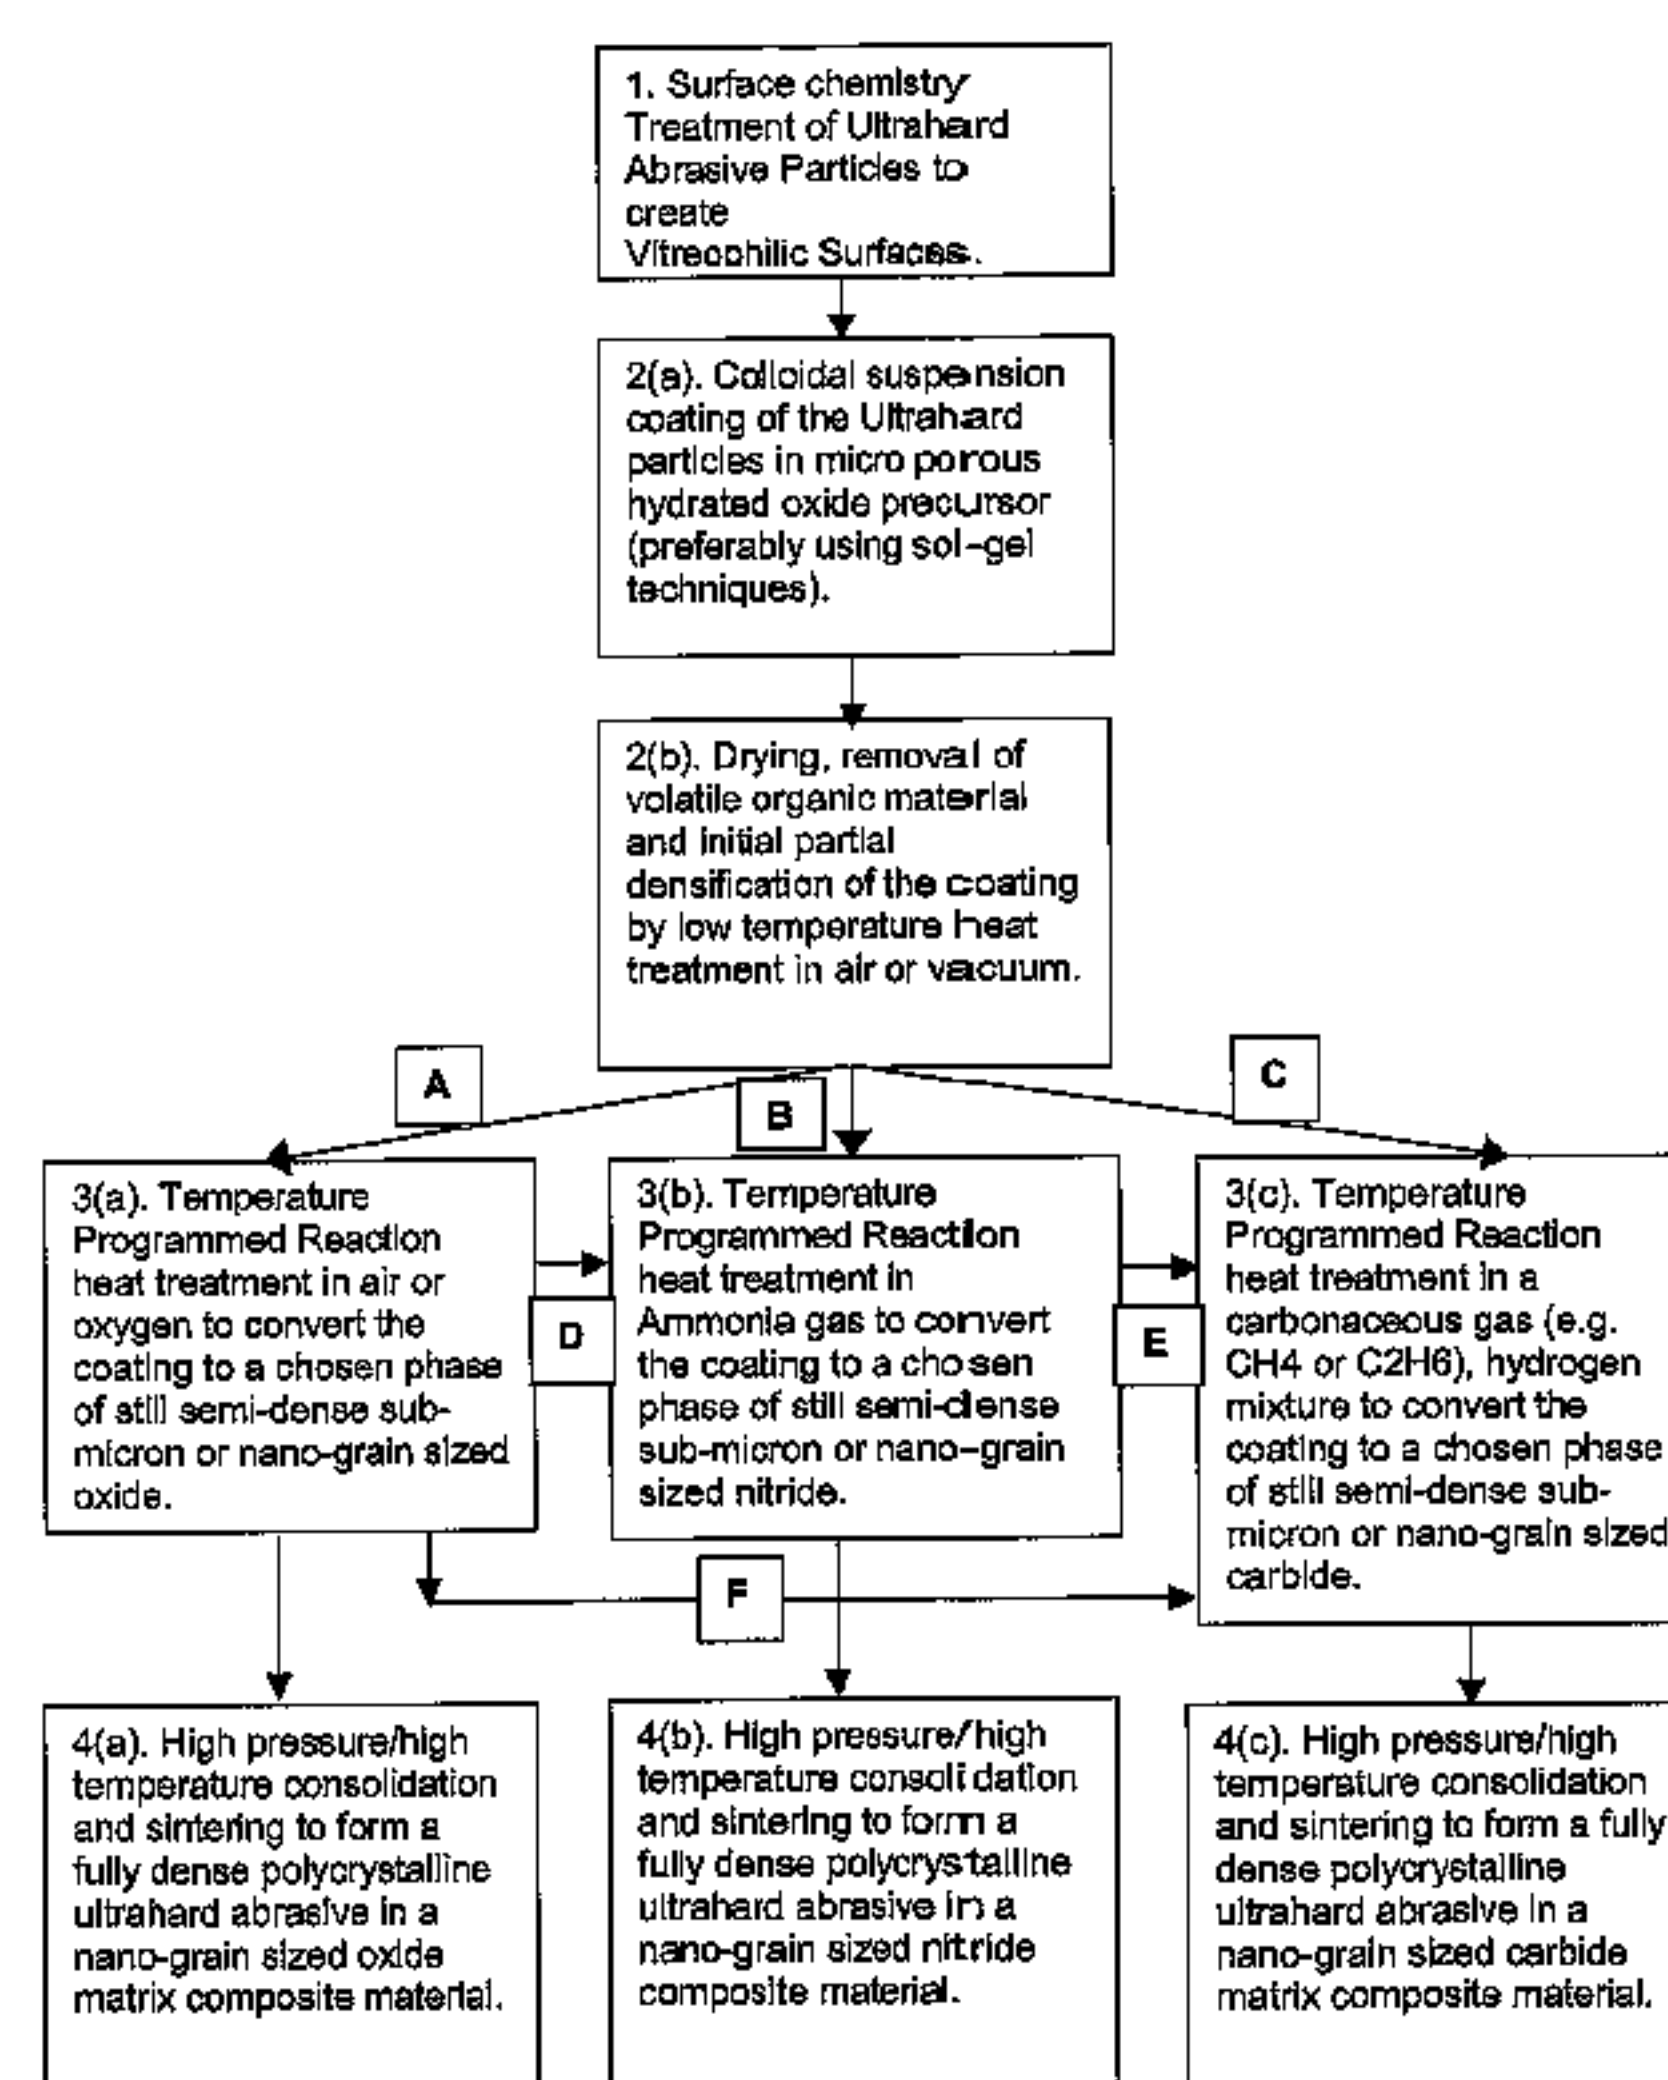 1. Surface chemistry
Treatment of Ultrahard
Abrasive Particles to
create
Vitreophilic Surfaces.
2(a). Colloidal suspension
coating of the Ultrahard
particles in micro porous
hydrated oxide precursor
(preferably using sol-gel
techniques).
2(b). Drying, removal of
volatile organic material
and initial partial
densification of the coating
by low temperature heat
treatment in air or vacuum.
A
B
C
3(a). Temperature
Programmed Reaction
heat treatment in air or
oxygen to convert the
coating to a chosen phase
of still semi-dense sub-
micron or nano-grain sized
oxide.
D
3(b). Temperature
Programmed Reaction
heat treatment in
Ammonia gas to convert
the coating to a chosen
phase of still semi-dense
sub-micron or nano-grain
sized nitride.
E
3(c). Temperature
Programmed Reaction
heat treatment in a
carbonaceous gas (e.g.
CH4 or C2H6), hydrogen
mixture to convert the
coating to a chosen phase
of still semi-dense sub-
micron or nano-grain sized
carbide.
F
4(a). High pressure/high
temperature consolidation
and sintering to form a
fully dense polycrystalline
ultrahard abrasive in a
nano-grain sized oxide
matrix composite material.
4(b). High pressure/high
temperature consolidation
and sintering to form a
fully dense polycrystalline
ultrahard abrasive in a
nano-grain sized nitride
composite material.
4(c). High pressure/high
temperature consolidation
and sintering to form a fully
dense polycrystalline
ultrahard abrasive in a
nano-grain sized carbide
matrix composite material.